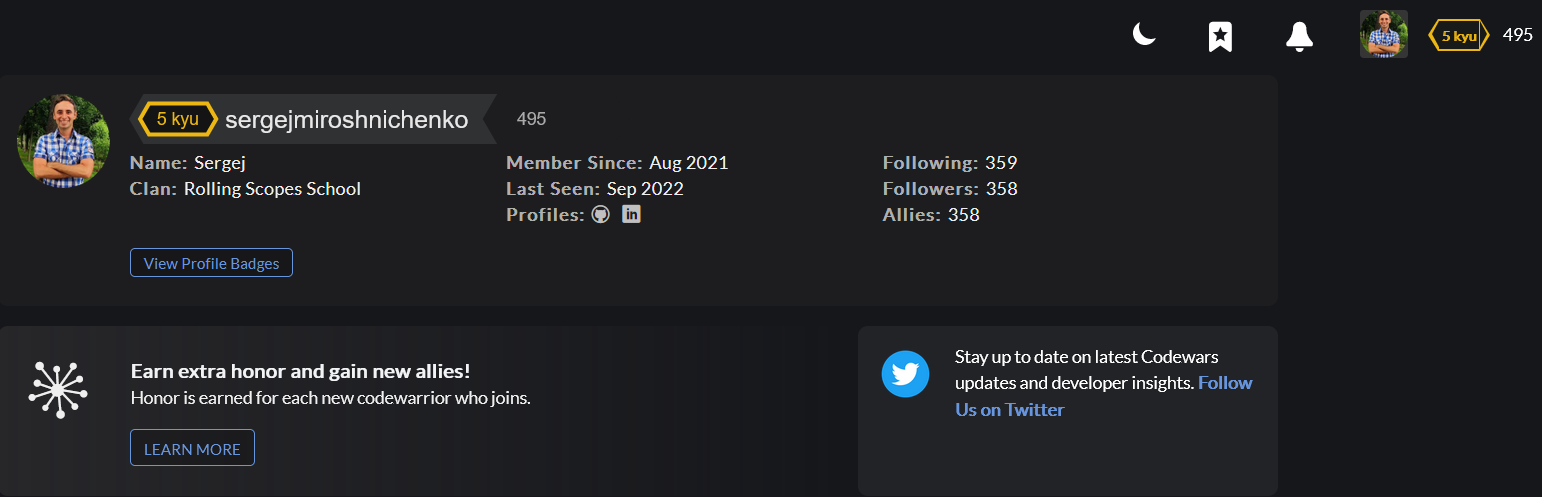 5 kyu 495
5 kyu sergejmiroshnichenko 495
Name: Sergej
Clan: Rolling Scopes School
Member Since: Aug 2021
Last Seen: Sep 2022
Profiles: in
Following: 359
Followers: 358
Allies: 358
View Profile Badges
Earn extra honor and gain new allies!
Honor is earned for each new codewarrior who joins.
LEARN MORE
Stay up to date on latest Codewars
updates and developer insights. Follow
Us on Twitter